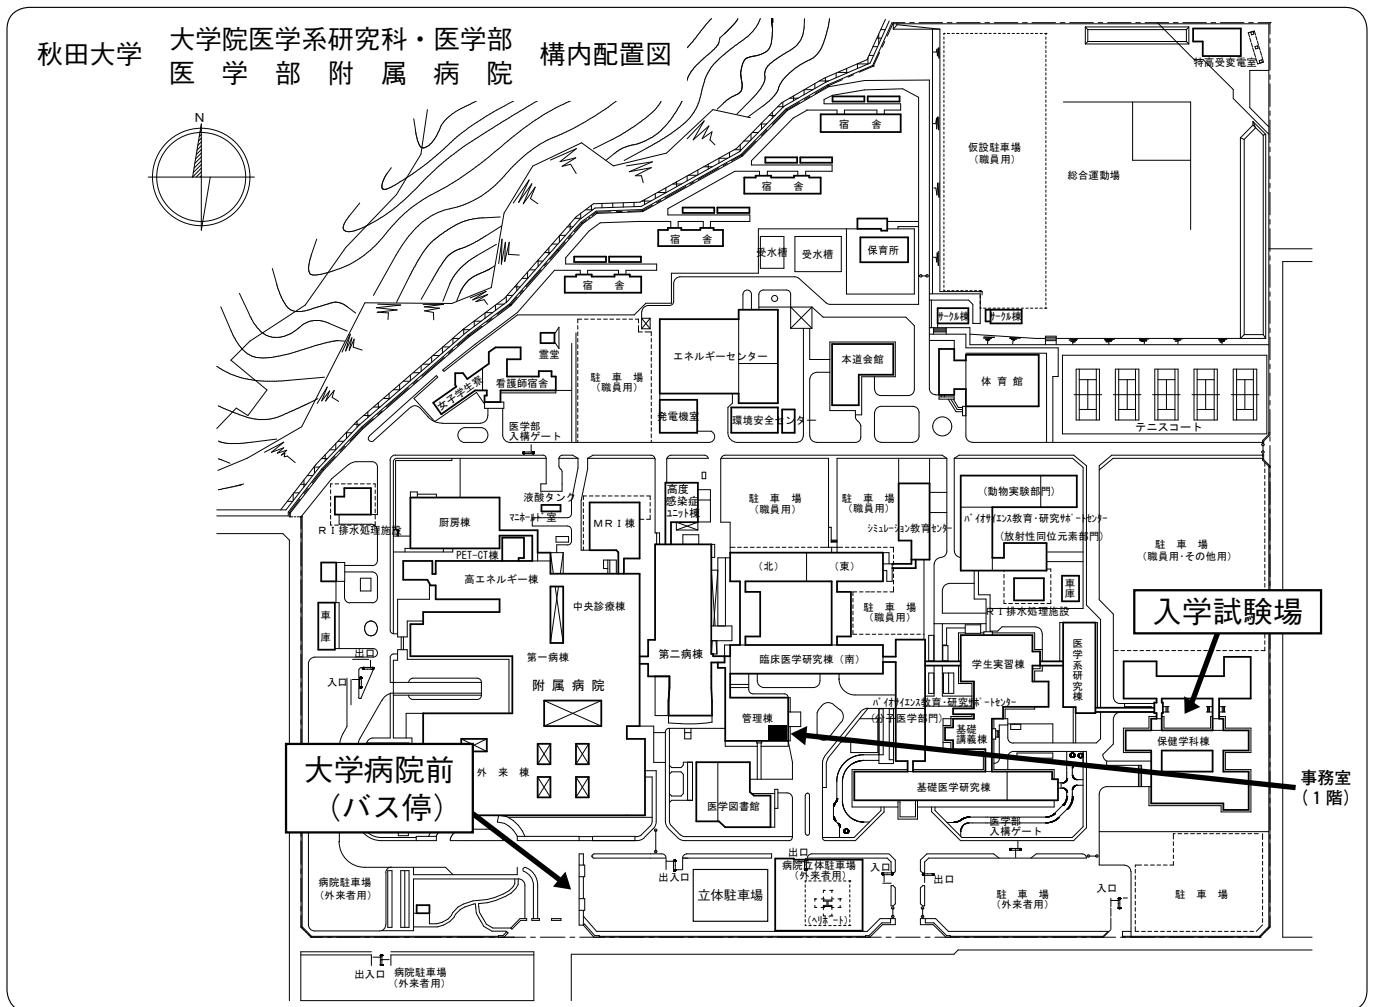 秋田大学 大学院医学系研究科・医学部 構内配置図
医学部附属病院
N
特高受変電室
宿 舎
仮設駐車場
(職員用)
総合運動場
宿 舎
宿 舎
受水槽
受水槽
保育所
宿 舎
サークル棟
サークル棟
霊堂
エネルギーセンター
本道会館
体 育 館
女子学生寮
看護師宿舎
駐 車 場
(職員用)
発電機室
環境安全センター
テニスコート
医学部
入構ゲート
RI排水処理施設
厨房棟
液酸タンク
マニホールド室
MRI棟
高度
感染症
ユニット棟
駐 車 場
(職員用)
駐 車 場
(職員用)
シミュレーション教育センター
(動物実験部門)
バイオサイエンス教育・研究サポートセンター
(放射性同位元素部門)
駐 車 場
(職員用・その他用)
PET-CT棟
高エネルギー棟
中央診療棟
(北)
(東)
駐 車 場
(職員用)
RI排水処理施設
車庫
車庫
入学試験場
出口
入口
第一病棟
附 属 病 院
第二病棟
臨床医学研究棟(南)
学生実習棟
医学系研究棟
管理棟
バイオサイエンス教育・研究サポートセンター
(分子医学部門)
基礎
講義棟
保健学科棟
大学病院前
(バス停)
外 来 棟
医学図書館
基礎医学研究棟
事務室
(1階)
医学部
入構ゲート
病院駐車場
(外来者用)
出入口
立体駐車場
出口
病院立体駐車場
(外来者用)
(ヘリポート)
入口
出口
駐 車 場
(外来者用)
入口
駐 車 場
出入口
病院駐車場
(外来者用)